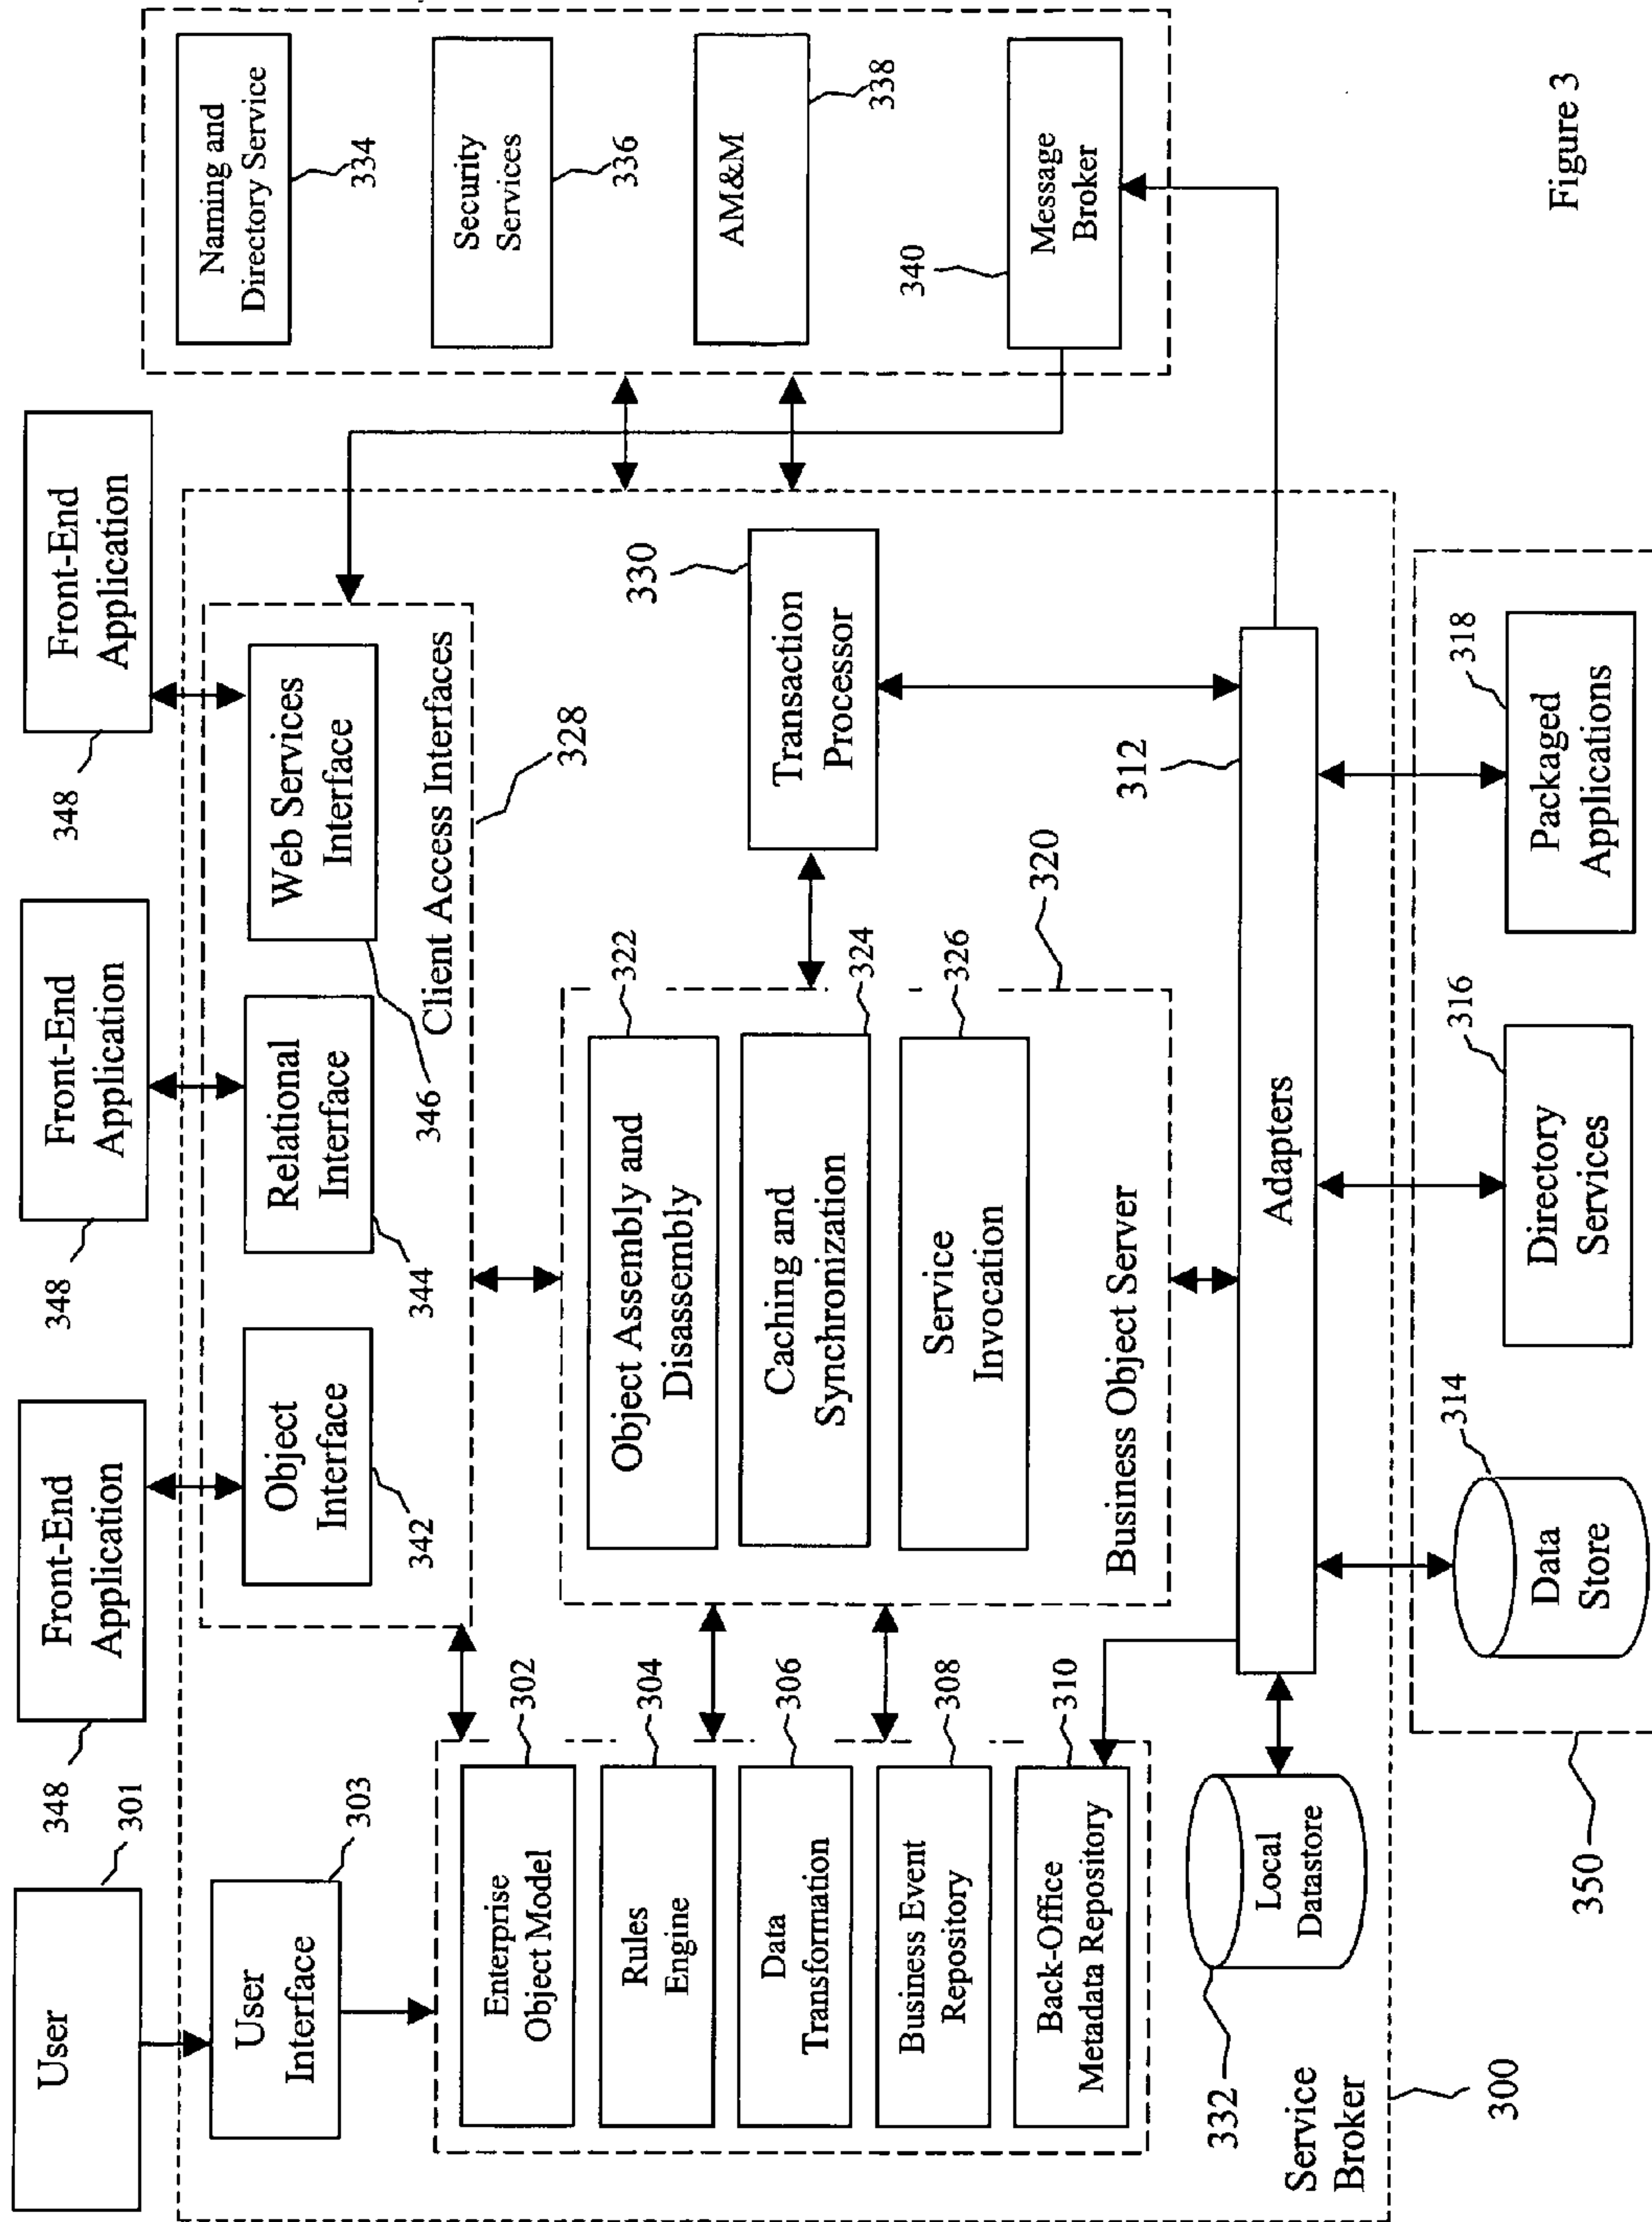 User
301
348
Front-End
Application
348
Front-End
Application
348
Front-End
Application
User
Interface
303
Object
Interface
342
Relational
Interface
344
Web Services
Interface
346
Client Access Interfaces
328
Enterprise
Object Model
302
Rules
Engine
304
Data
Transformation
306
Business Event
Repository
308
Back-Office
Metadata Repository
310
Object Assembly and
Disassembly
322
Caching and
Synchronization
324
Service
Invocation
326
Business Object Server
320
Transaction
Processor
330
Naming and
Directory Service
334
Security
Services
336
AM&M
338
340
Message
Broker
332
Local
Datastore
Adapters
312
Service
Broker
300
350
Data
Store
314
Directory
Services
316
Packaged
Applications
318
Figure 3